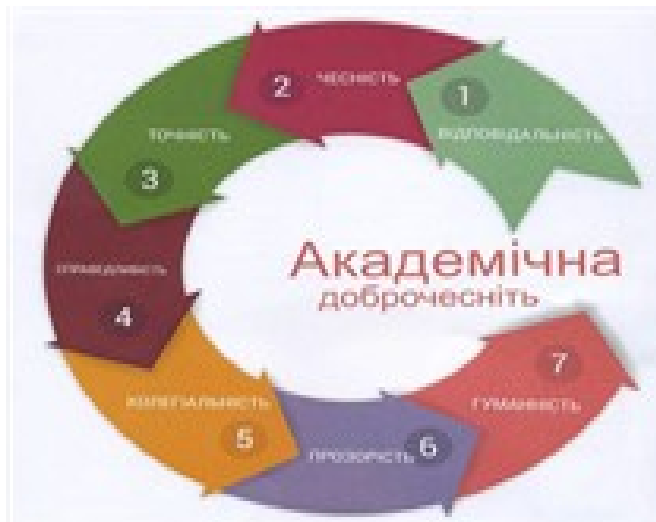 1
ВІДПОВІДАЛЬНІСТЬ
2
ЧЕСНІСТЬ
ТОЧНІСТЬ
3
СПРАВЕДЛИВІСТЬ
4
КОЛЕГІАЛЬНІСТЬ
5
ПРОЗОРІСТЬ
6
7
ГУМАННІСТЬ
Академічна
доброчесніть